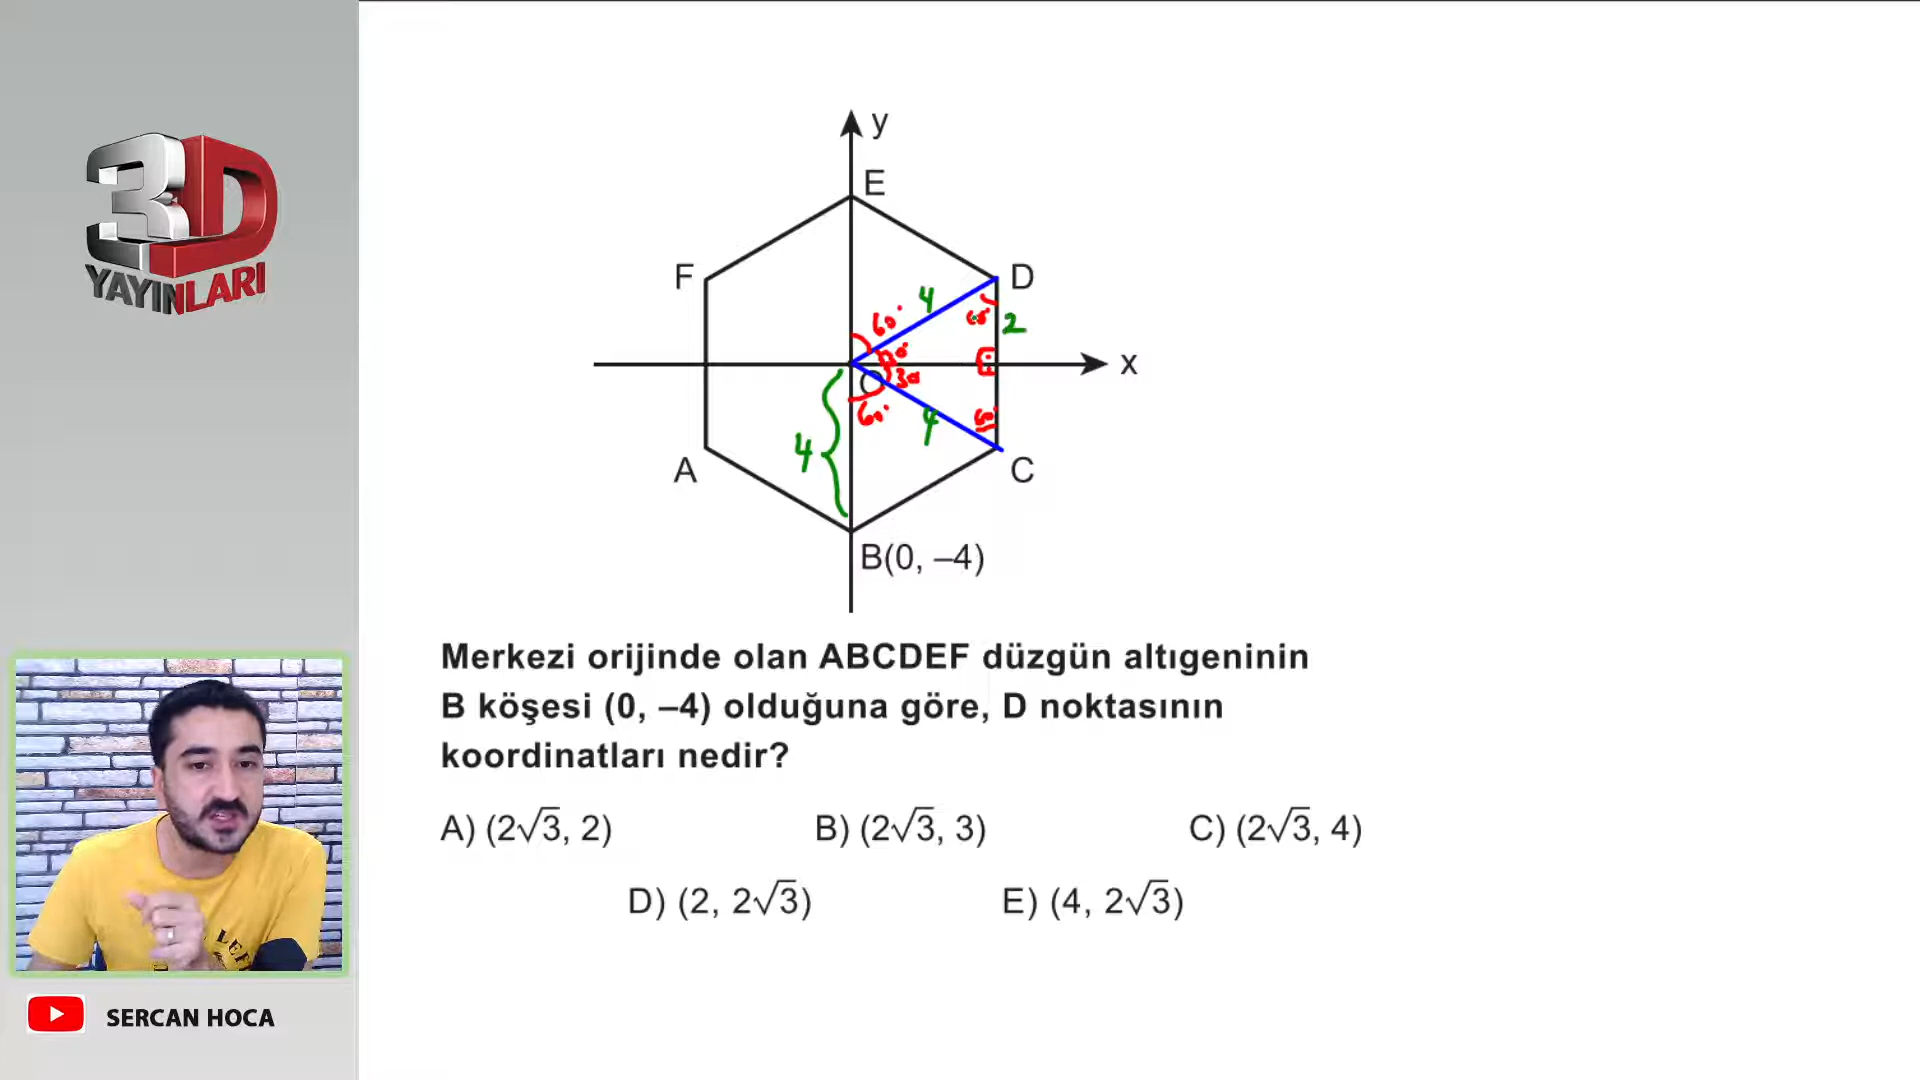 3D
YAYINLARI
y
E
F
D
4
60°
60°
2
x
O
30
60°
60°
4
4
A
C
B(0, –4)
Merkezi orijinde olan ABCDEF düzgün altıgeninin
B köşesi (0, –4) olduğuna göre, D noktasının
koordinatları nedir?
A) (2√3, 2) B) (2√3, 3) C) (2√3, 4)
D) (2, 2√3) E) (4, 2√3)
SERCAN HOCA